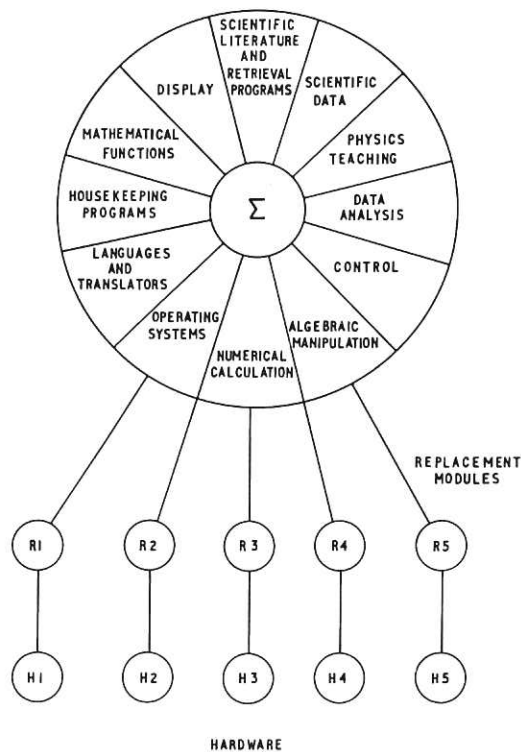 SCIENTIFIC
LITERATURE
AND
RETRIEVAL
PROGRAMS
DISPLAY
SCIENTIFIC
DATA
MATHEMATICAL
FUNCTIONS
PHYSICS
TEACHING
HOUSEKEEPING
PROGRAMS
Σ
DATA
ANALYSIS
LANGUAGES
AND
TRANSLATORS
CONTROL
OPERATING
SYSTEMS
NUMERICAL
CALCULATION
ALGEBRAIC
MANIPULATION
REPLACEMENT
MODULES
R1
R2
R3
R4
R5
H1
H2
H3
H4
H5
HARDWARE